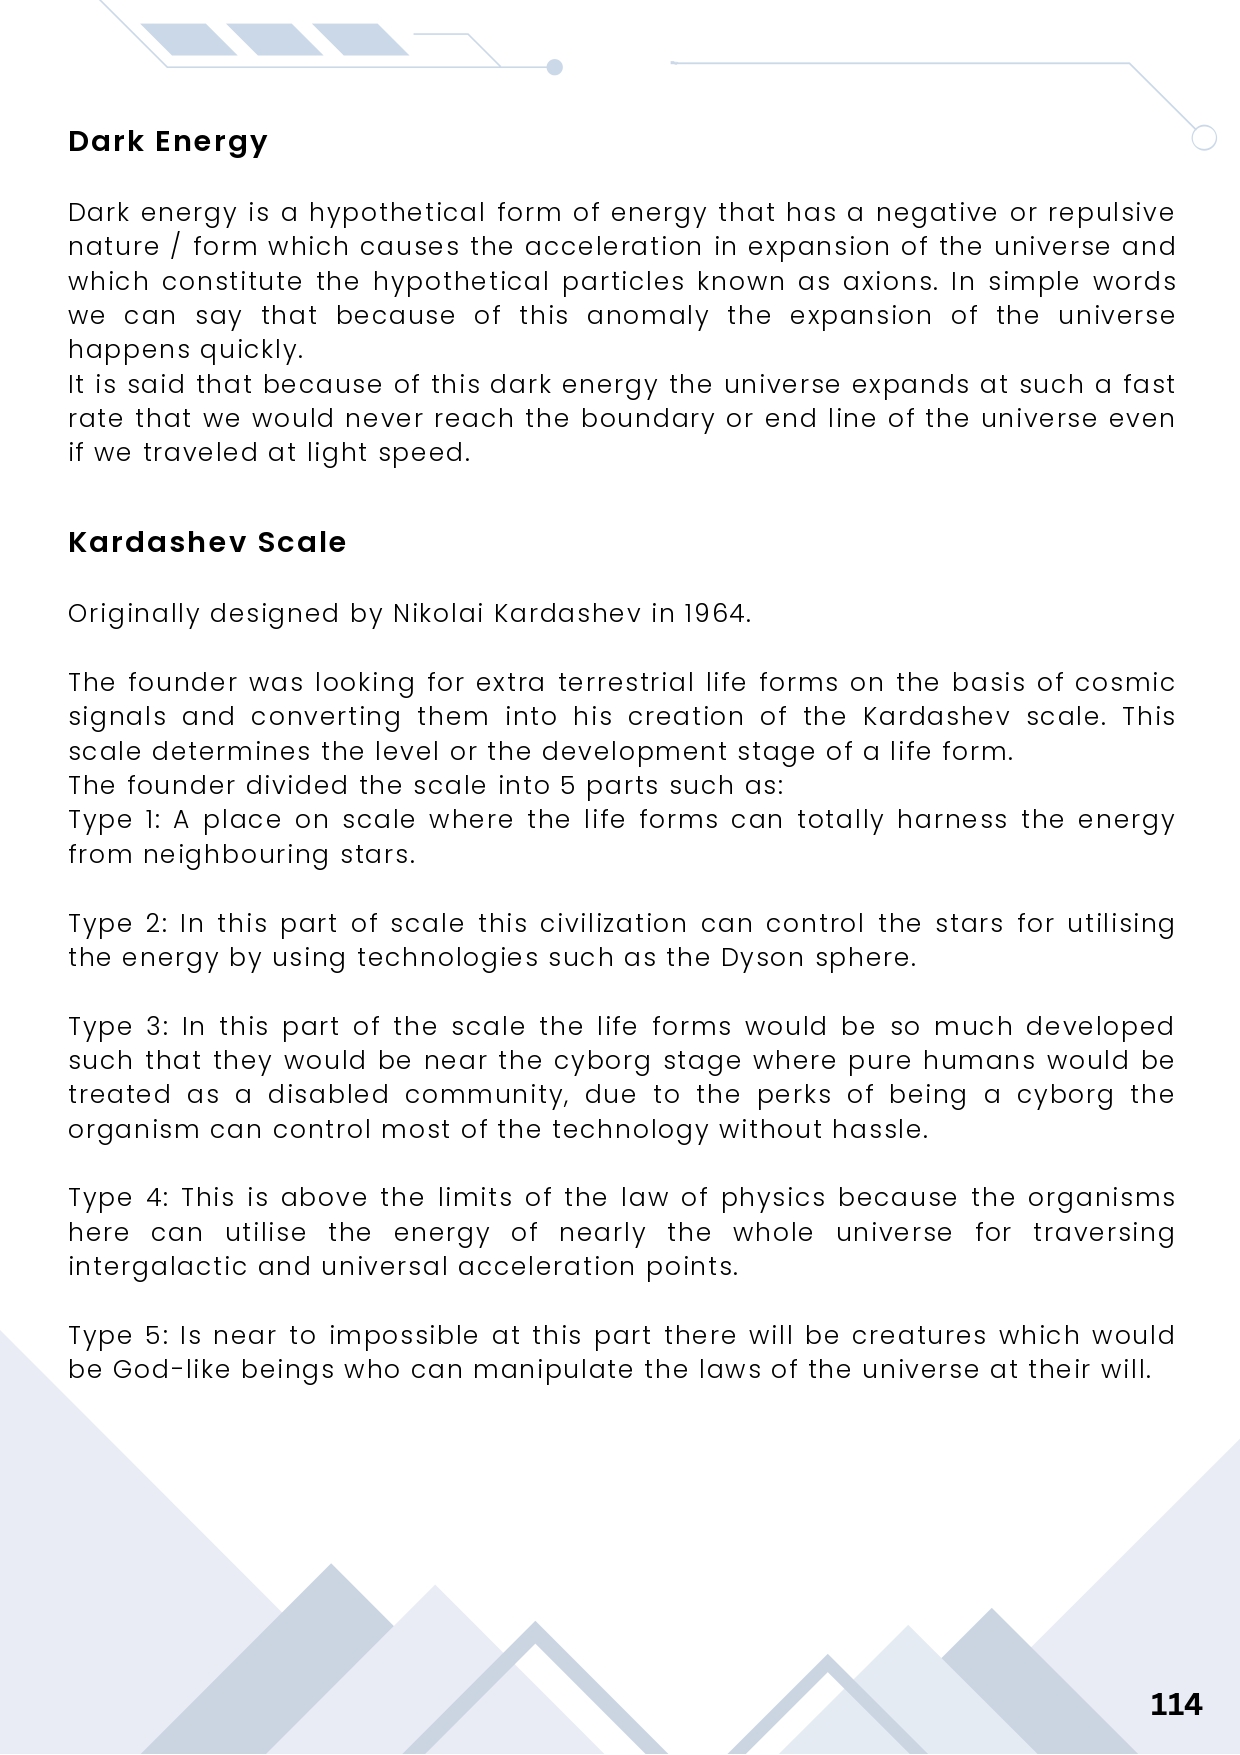 Dark Energy
Dark energy is a hypothetical form of energy that has a negative or repulsive
nature / form which causes the acceleration in expansion of the universe and
which constitute the hypothetical particles known as axions. In simple words
we can say that because of this anomaly the expansion of the universe
happens quickly.
It is said that because of this dark energy the universe expands at such a fast
rate that we would never reach the boundary or end line of the universe even
if we traveled at light speed.
Kardashev Scale
Originally designed by Nikolai Kardashev in 1964.
The founder was looking for extra terrestrial life forms on the basis of cosmic
signals and converting them into his creation of the Kardashev scale. This
scale determines the level or the development stage of a life form.
The founder divided the scale into 5 parts such as:
Type 1: A place on scale where the life forms can totally harness the energy
from neighbouring stars.
Type 2: In this part of scale this civilization can control the stars for utilising
the energy by using technologies such as the Dyson sphere.
Type 3: In this part of the scale the life forms would be so much developed
such that they would be near the cyborg stage where pure humans would be
treated as a disabled community, due to the perks of being a cyborg the
organism can control most of the technology without hassle.
Type 4: This is above the limits of the law of physics because the organisms
here can utilise the energy of nearly the whole universe for traversing
intergalactic and universal acceleration points.
Type 5: Is near to impossible at this part there will be creatures which would
be God-like beings who can manipulate the laws of the universe at their will.
114